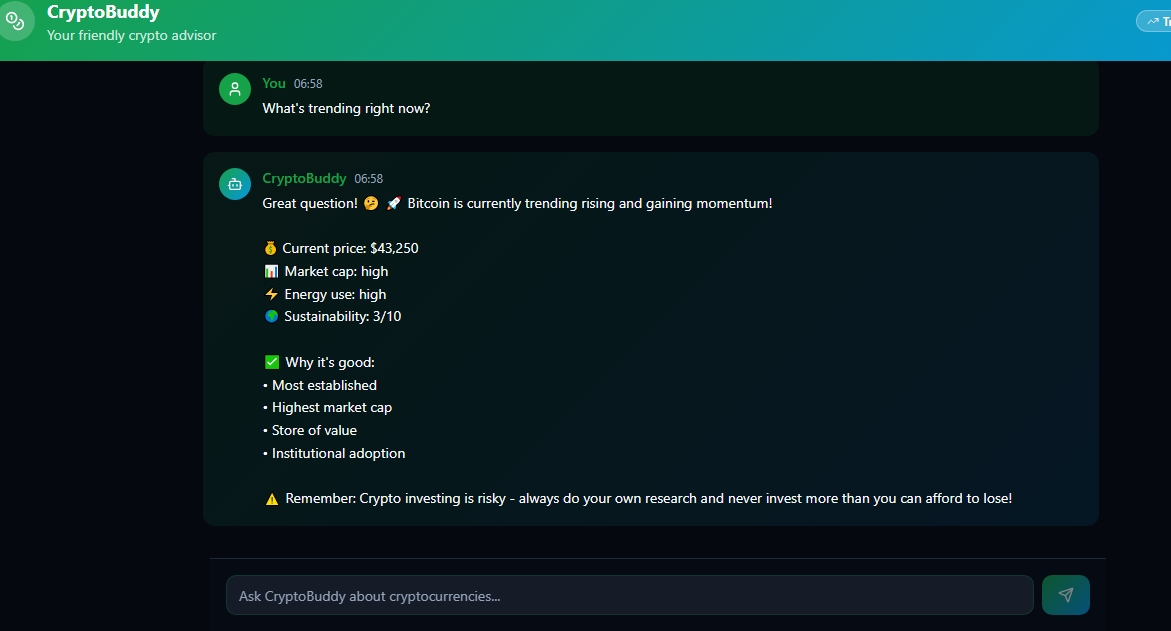 CryptoBuddy
Your friendly crypto advisor
You 06:58
What's trending right now?
CryptoBuddy 06:58
Great question! 🤔 🚀 Bitcoin is currently trending rising and gaining momentum!
💰 Current price: $43,250
📊 Market cap: high
⚡ Energy use: high
🌍 Sustainability: 3/10
✅ Why it's good:
• Most established
• Highest market cap
• Store of value
• Institutional adoption
⚠️ Remember: Crypto investing is risky - always do your own research and never invest more than you can afford to lose!
Ask CryptoBuddy about cryptocurrencies...